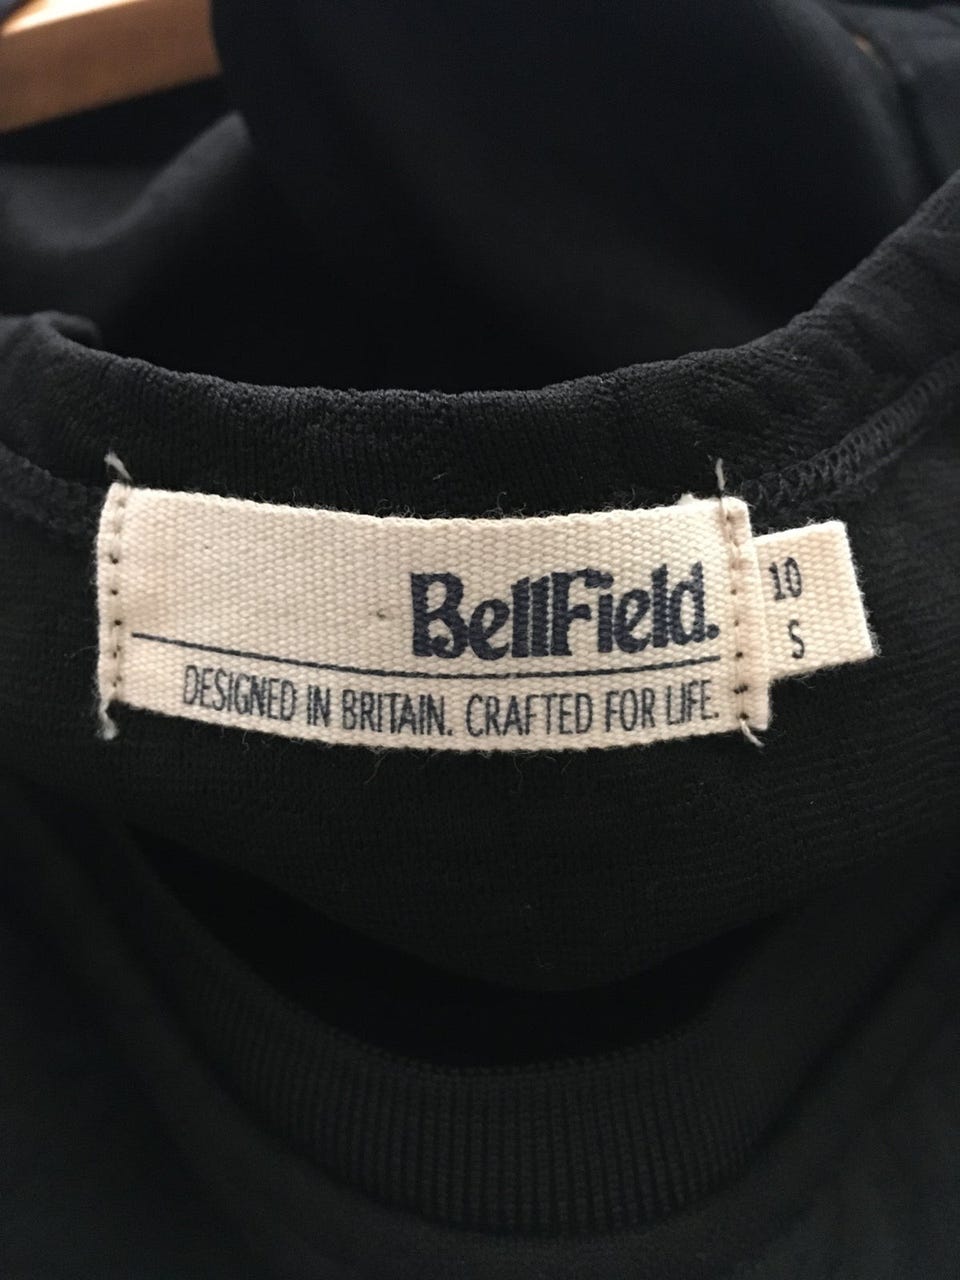 BellField.
DESIGNED IN BRITAIN. CRAFTED FOR LIFE.
10
S